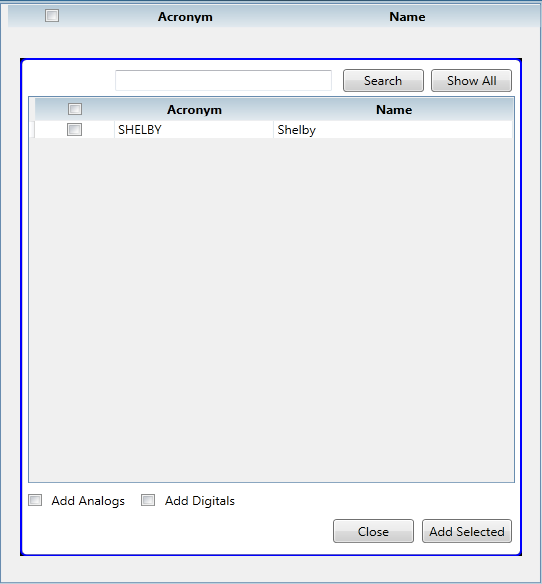 Acronym Name
Search Show All
Acronym Name
SHELBY Shelby
Add Analogs Add Digitals
Close Add Selected